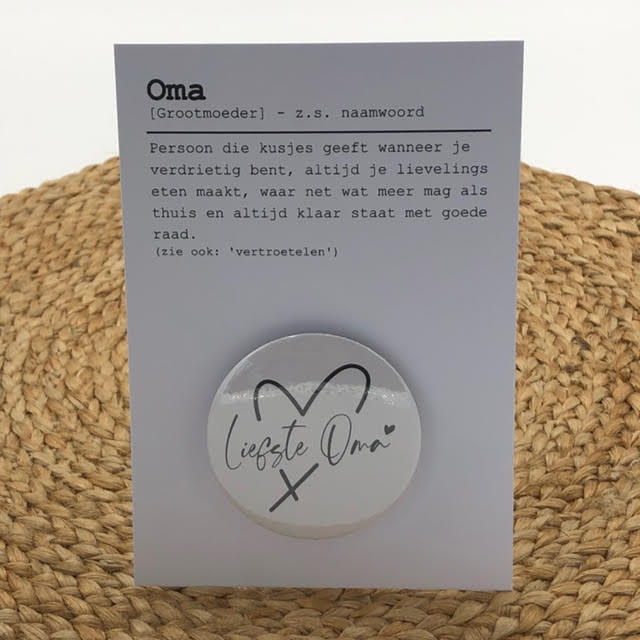 Oma
[Grootmoeder] - z.s. naamwoord
Persoon die kusjes geeft wanneer je
verdrietig bent, altijd je lievelings
eten maakt, waar net wat meer mag als
thuis en altijd klaar staat met goede
raad.
(zie ook: 'vertroetelen')
Liefste Oma